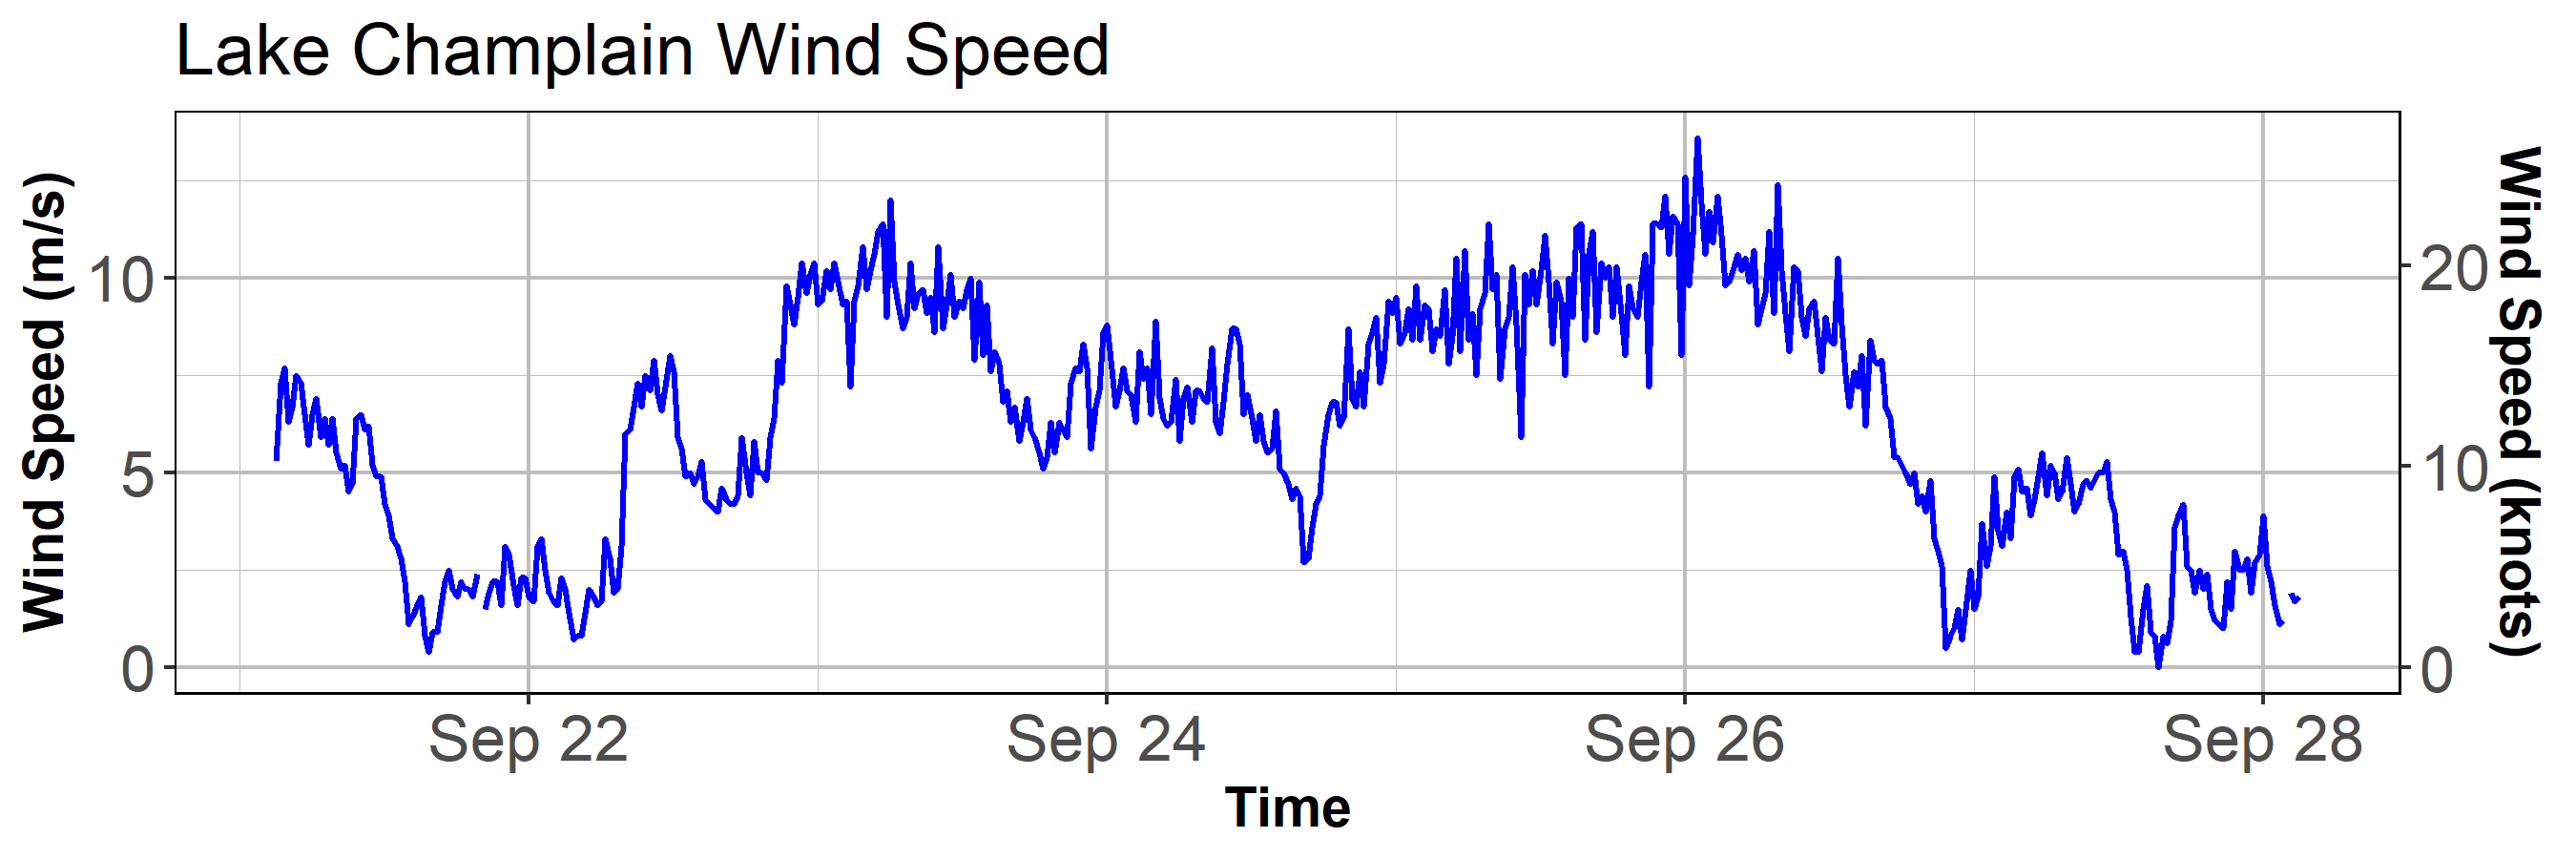 Lake Champlain Wind Speed
Wind Speed (m/s)
10
5
0
20
10
0
Wind Speed (knots)
Sep 22
Sep 24
Sep 26
Sep 28
Time